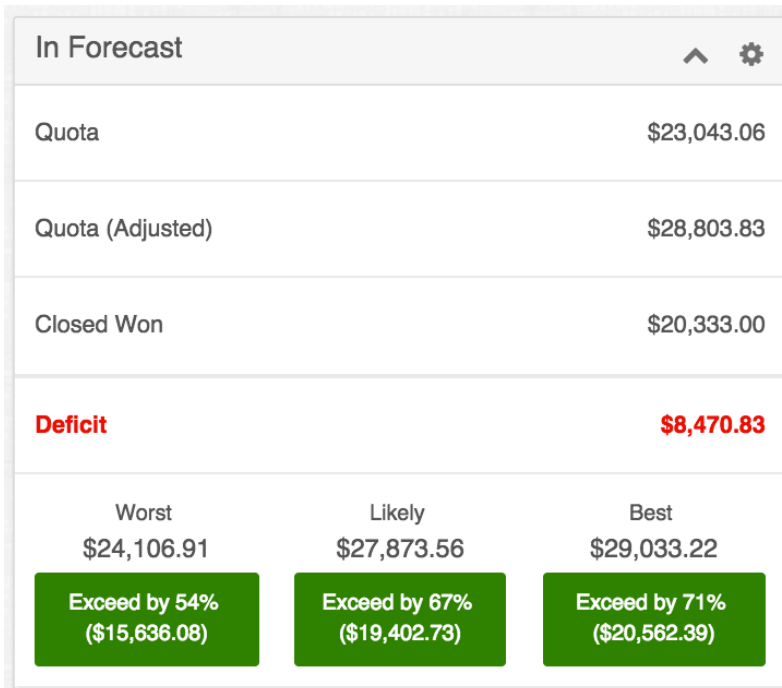 In Forecast
Quota $23,043.06
Quota (Adjusted) $28,803.83
Closed Won $20,333.00
Deficit $8,470.83
Worst Likely Best
$24,106.91 $27,873.56 $29,033.22
Exceed by 54% Exceed by 67% Exceed by 71%
($15,636.08) ($19,402.73) ($20,562.39)